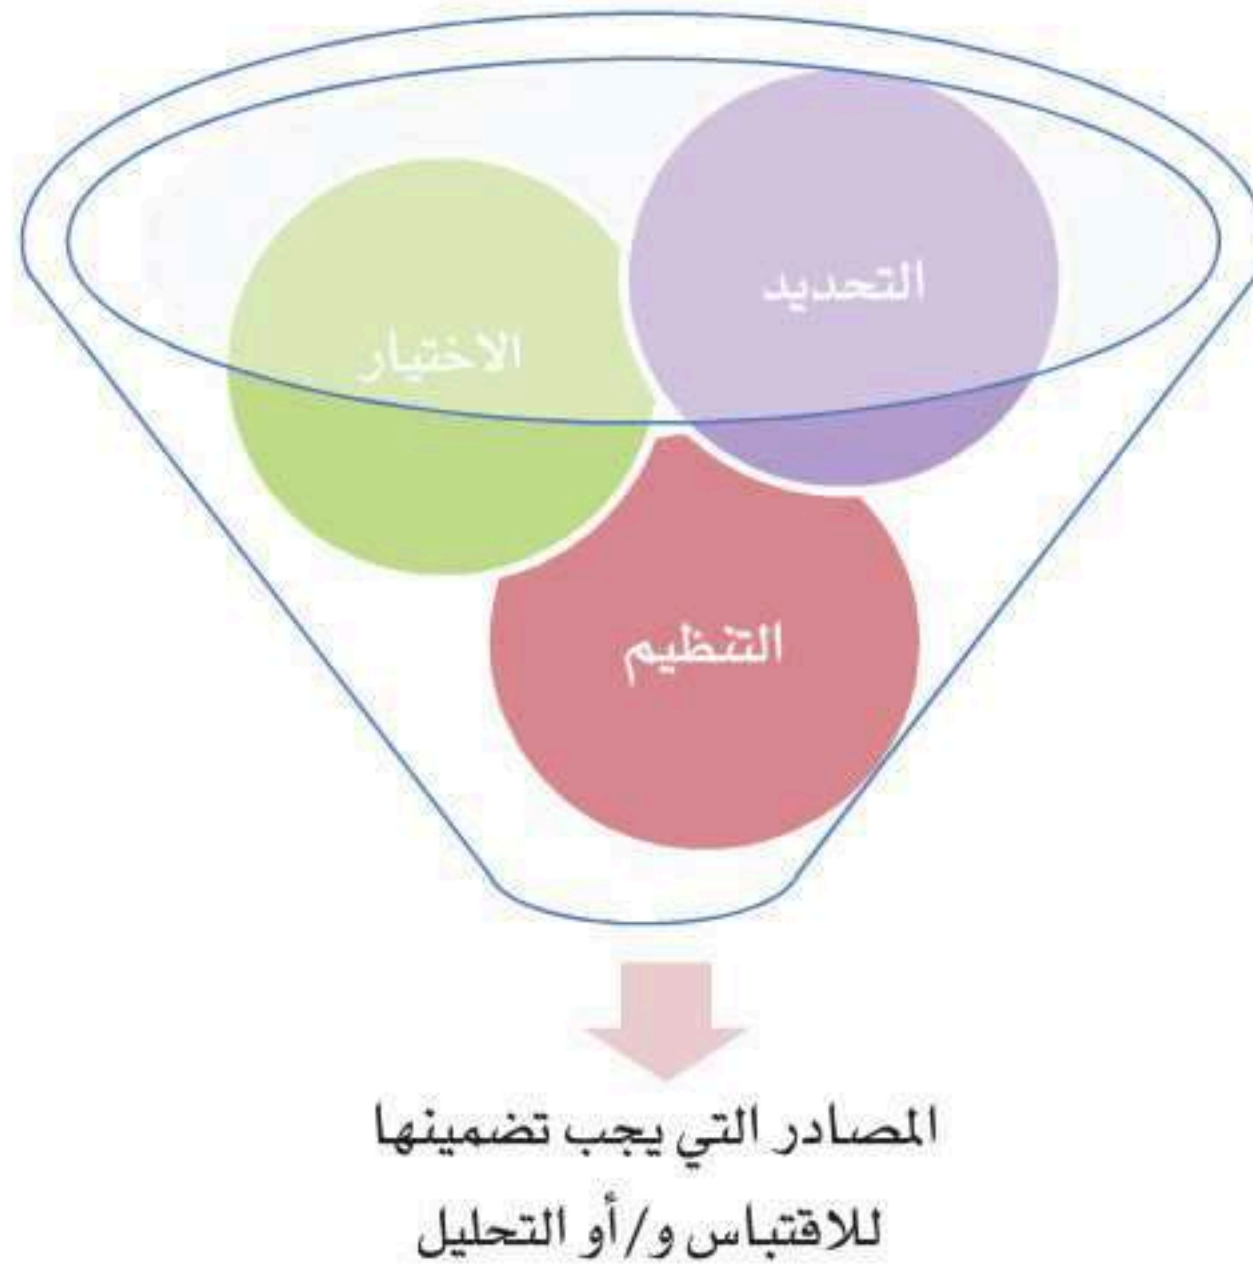 التحديد
الاختيار
التنظيم
المصادر التي يجب تضمينها
للاقتباس و/أو التحليل